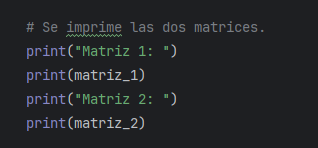 # Se imprime las dos matrices.
print("Matriz 1: ")
print(matriz_1)
print("Matriz 2: ")
print(matriz_2)